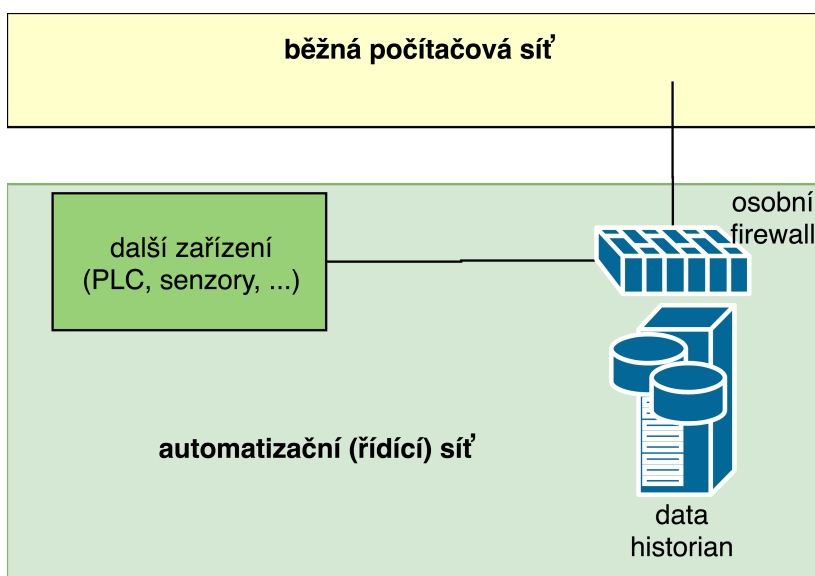 běžná počítačová síť
osobní
firewall
další zařízení
(PLC, senzory, ...)
automatizační (řídící) síť
data
historian